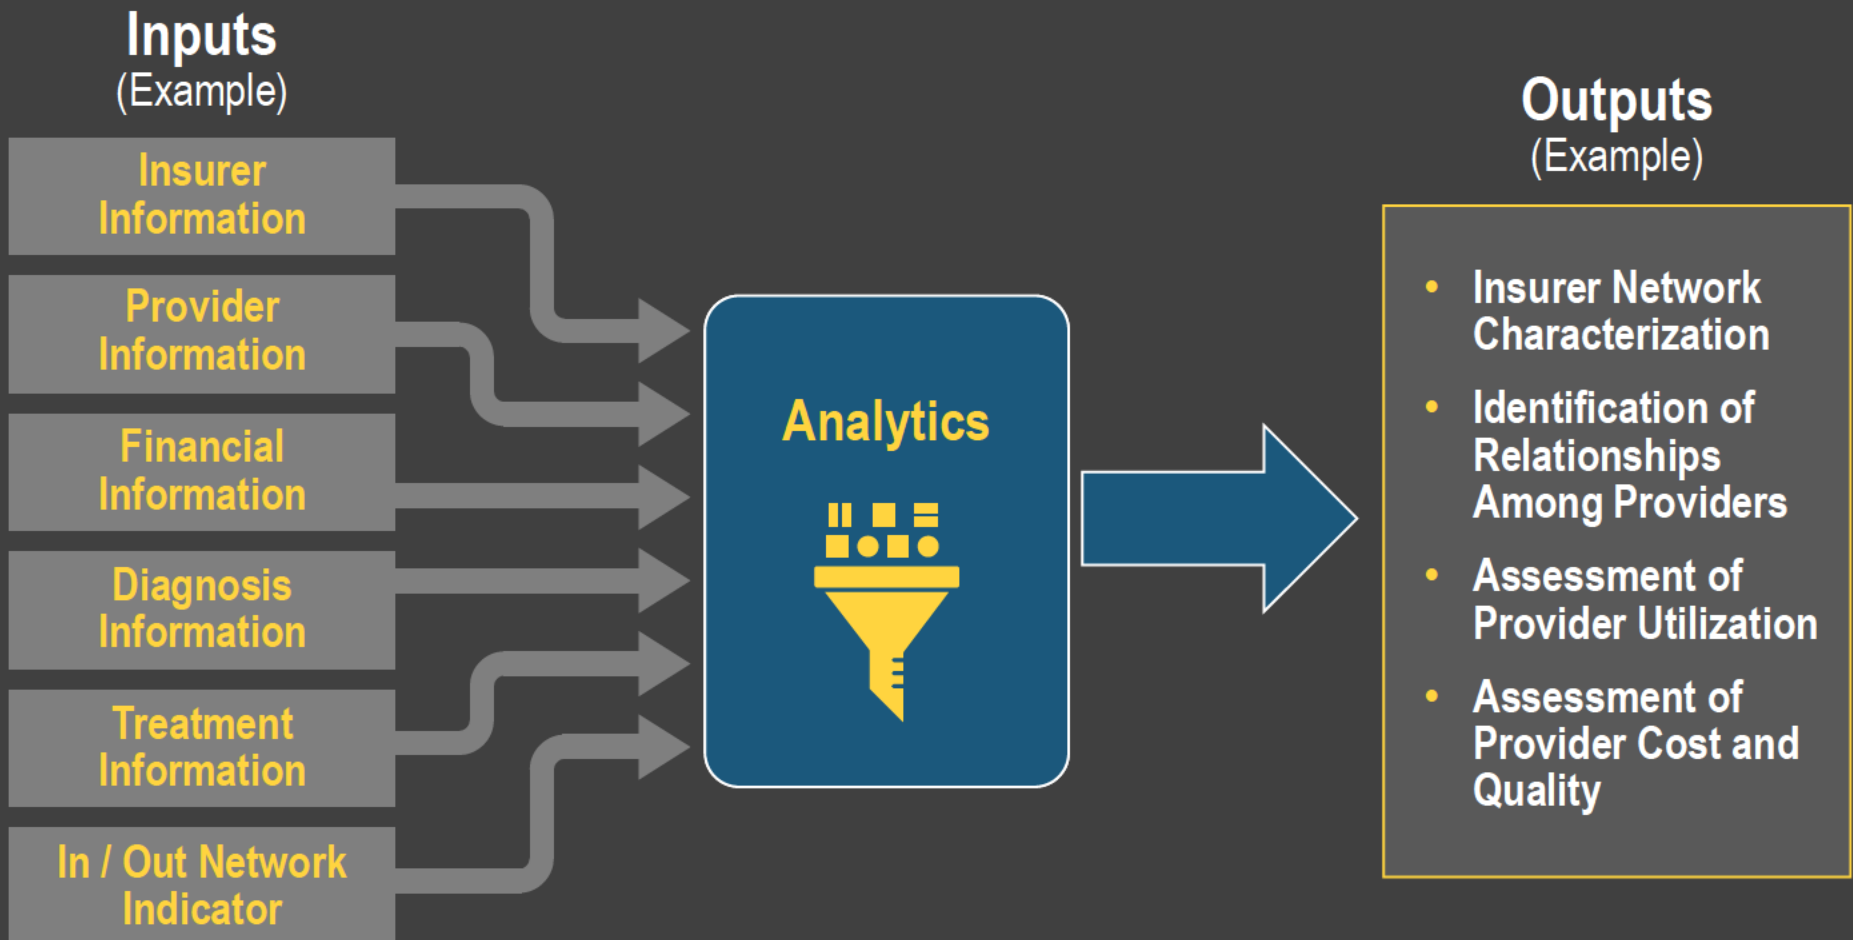 Inputs
(Example)
Insurer
Information
Provider
Information
Financial
Information
Diagnosis
Information
Treatment
Information
In / Out Network
Indicator
Analytics
Outputs
(Example)
• Insurer Network
Characterization
• Identification of
Relationships
Among Providers
• Assessment of
Provider Utilization
• Assessment of
Provider Cost and
Quality